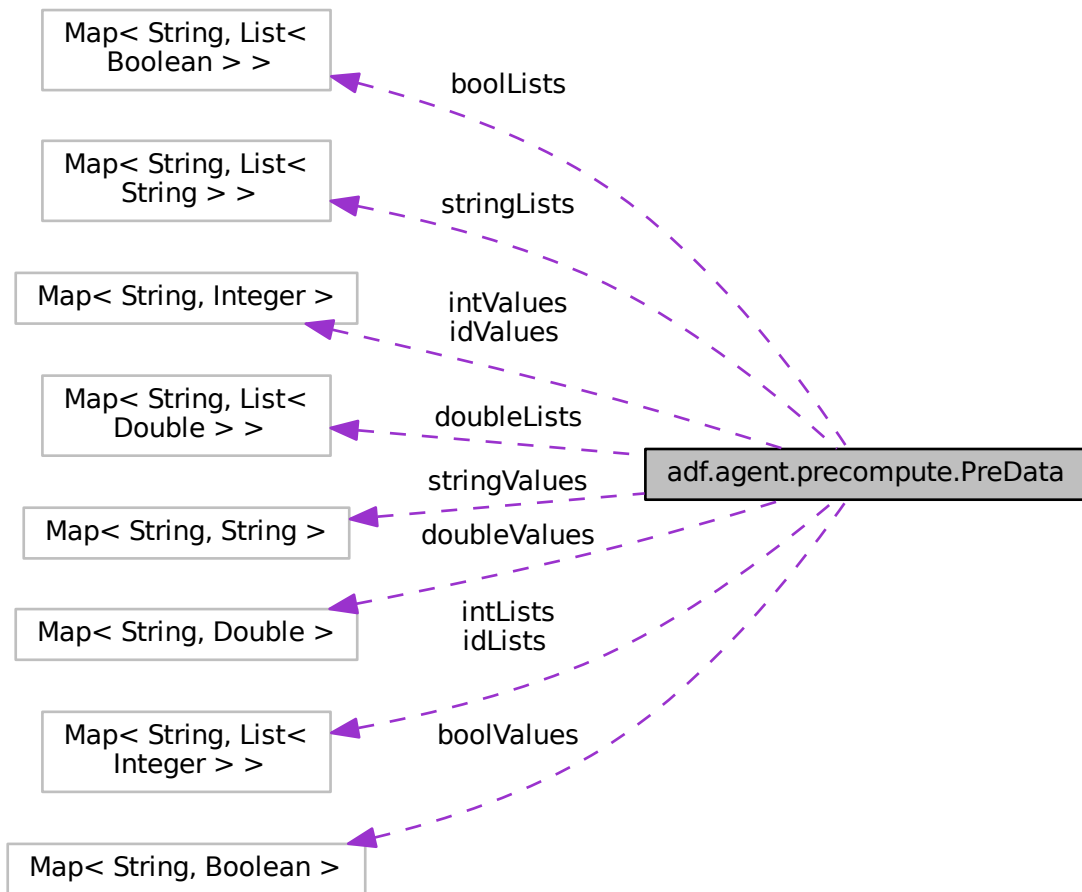 Map< String, List<
Boolean > >
boolLists
Map< String, List<
String > >
stringLists
Map< String, Integer >
intValues
idValues
Map< String, List<
Double > >
doubleLists
adf.agent.precompute.PreData
stringValues
Map< String, String >
doubleValues
Map< String, Double >
intLists
idLists
Map< String, List<
Integer > >
boolValues
Map< String, Boolean >